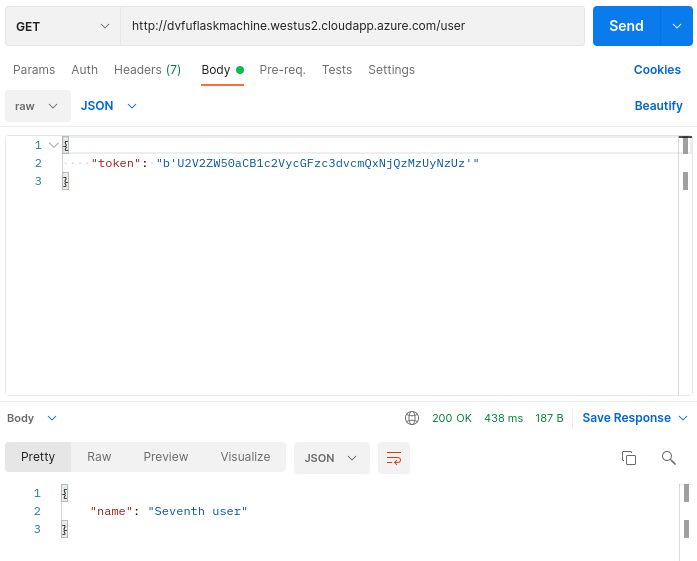 GET http://dvfuflaskmachine.westus2.cloudapp.azure.com/user Send
Params Auth Headers (7) Body Pre-req. Tests Settings Cookies
raw JSON Beautify
1 {
2 "token": "b'U2V2ZW50aCB1c2VycGFzc3dvcmQxNjQzMzUyNzUz'"
3 }
Body 200 OK 438 ms 187 B Save Response
Pretty Raw Preview Visualize JSON
1 {
2 "name": "Seventh user"
3 }